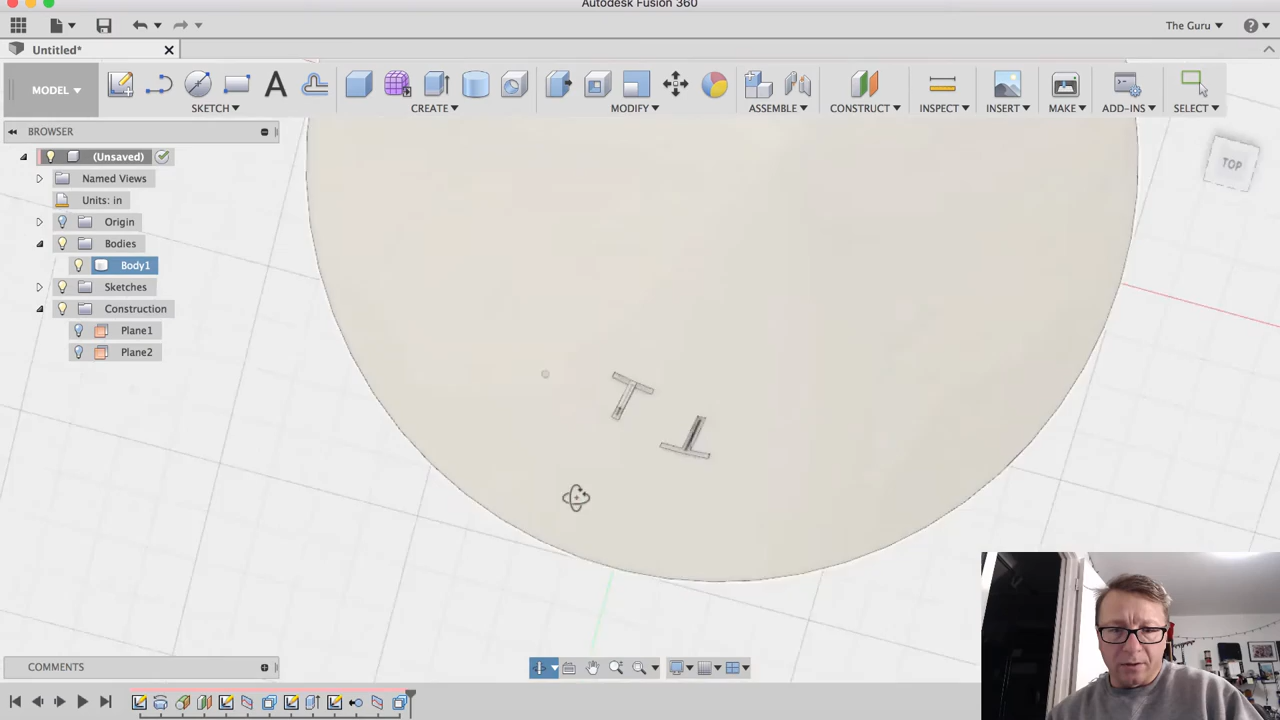 Autodesk Fusion 360
The Guru
Untitled*
MODEL
SKETCH
CREATE
MODIFY
ASSEMBLE
CONSTRUCT
INSPECT
INSERT
MAKE
ADD-INS
SELECT
BROWSER
(Unsaved)
Named Views
Units: in
Origin
Bodies
Body1
Sketches
Construction
Plane1
Plane2
TOP
T
T
COMMENTS